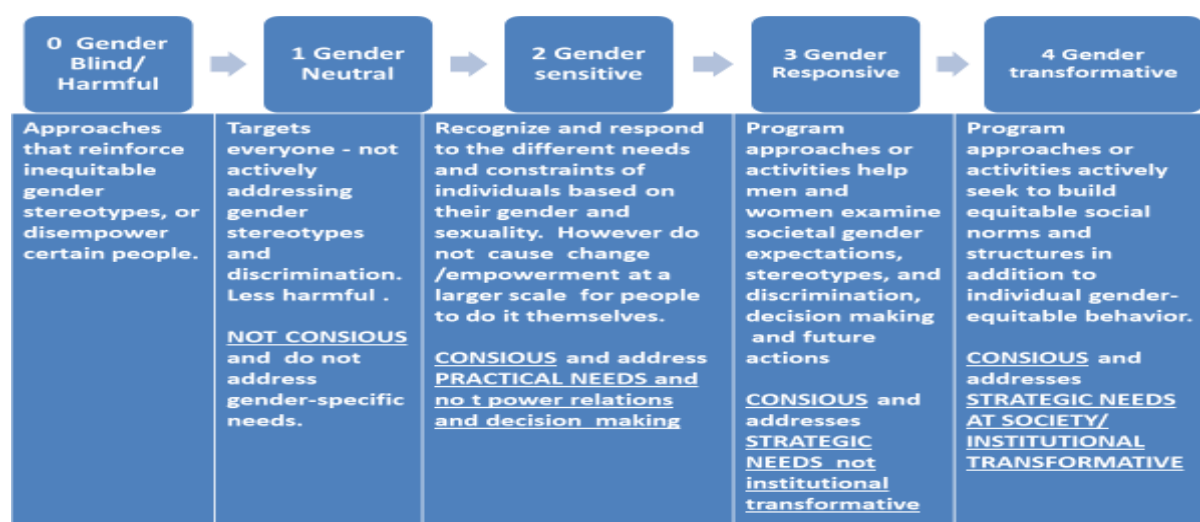 0 Gender
Blind/
Harmful
1 Gender
Neutral
2 Gender
sensitive
3 Gender
Responsive
4 Gender
transformative
Approaches
that reinforce
inequitable
gender
stereotypes, or
disempower
certain people.
Targets
everyone - not
actively
addressing
gender
stereotypes
and
discrimination.
Less harmful .
NOT CONSIOUS
and do not
address
gender-specific
needs.
Recognize and respond
to the different needs
and constraints of
individuals based on
their gender and
sexuality. However do
not cause change
/empowerment at a
larger scale for people
to do it themselves.
CONSIOUS and address
PRACTICAL NEEDS and
no t power relations
and decision making
Program
approaches or
activities help
men and
women examine
societal gender
expectations,
stereotypes, and
discrimination,
decision making
and future
actions
CONSIOUS and
addresses
STRATEGIC
NEEDS not
institutional
transformative
Program
approaches or
activities actively
seek to build
equitable social
norms and
structures in
addition to
individual gender-
equitable behavior.
CONSIOUS and
addresses
STRATEGIC NEEDS
AT SOCIETY/
INSTITUTIONAL
TRANSFORMATIVE